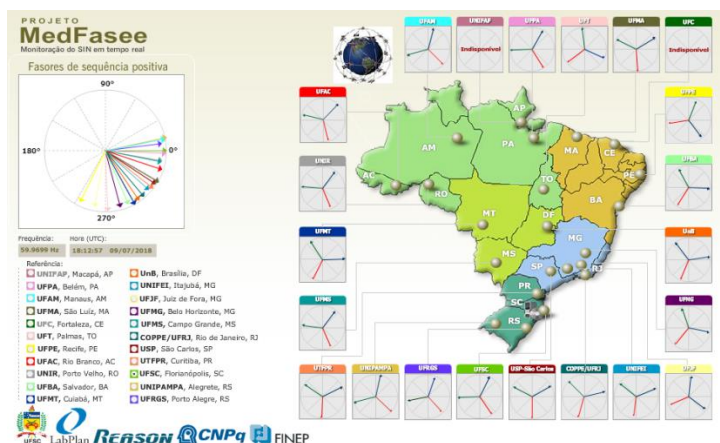 PROJETO
MedFasee
Monitoração do SIN em tempo real
Fasores de sequência positiva
90°
180°
0°
270°
Frequência:
Hora (UTC):
59.9699 Hz
18:12:57 09/07/2018
Referência:
UNIFAP, Macapá, AP
UFPA, Belém, PA
UFAM, Manaus, AM
UFMA, São Luiz, MA
UFC, Fortaleza, CE
UFT, Palmas, TO
UFPE, Recife, PE
UFAC, Rio Branco, AC
UNIR, Porto Velho, RO
UFBA, Salvador, BA
UFMT, Cuiabá, MT
UnB, Brasília, DF
UNIFEI, Itajubá, MG
UFJF, Juiz de Fora, MG
UFMG, Belo Horizonte, MG
UFMS, Campo Grande, MS
COPPE/UFRJ, Rio de Janeiro, RJ
USP, São Carlos, SP
UTFPR, Curitiba, PR
UFSC, Florianópolis, SC
UNIPAMPA, Alegrete, RS
UFRGS, Porto Alegre, RS
UFSC
LabPlan
REASON
CNPq
FINEP
UFAM
UNIFAP
UFPA
UFT
UFMA
UFC
Indisponível
Indisponível
UFAC
UFPE
UNIR
UFBA
UFMT
UnB
UFMS
UFMG
AP
AM
PA
MA
CE
PE
AC
RO
TO
BA
MT
DF
MG
MS
SP
RJ
PR
SC
RS
UTFPR
UNIPAMPA
UFRGS
UFSC
USP-São Carlos
COPPE/UFRJ
UNIFEI
UFJF